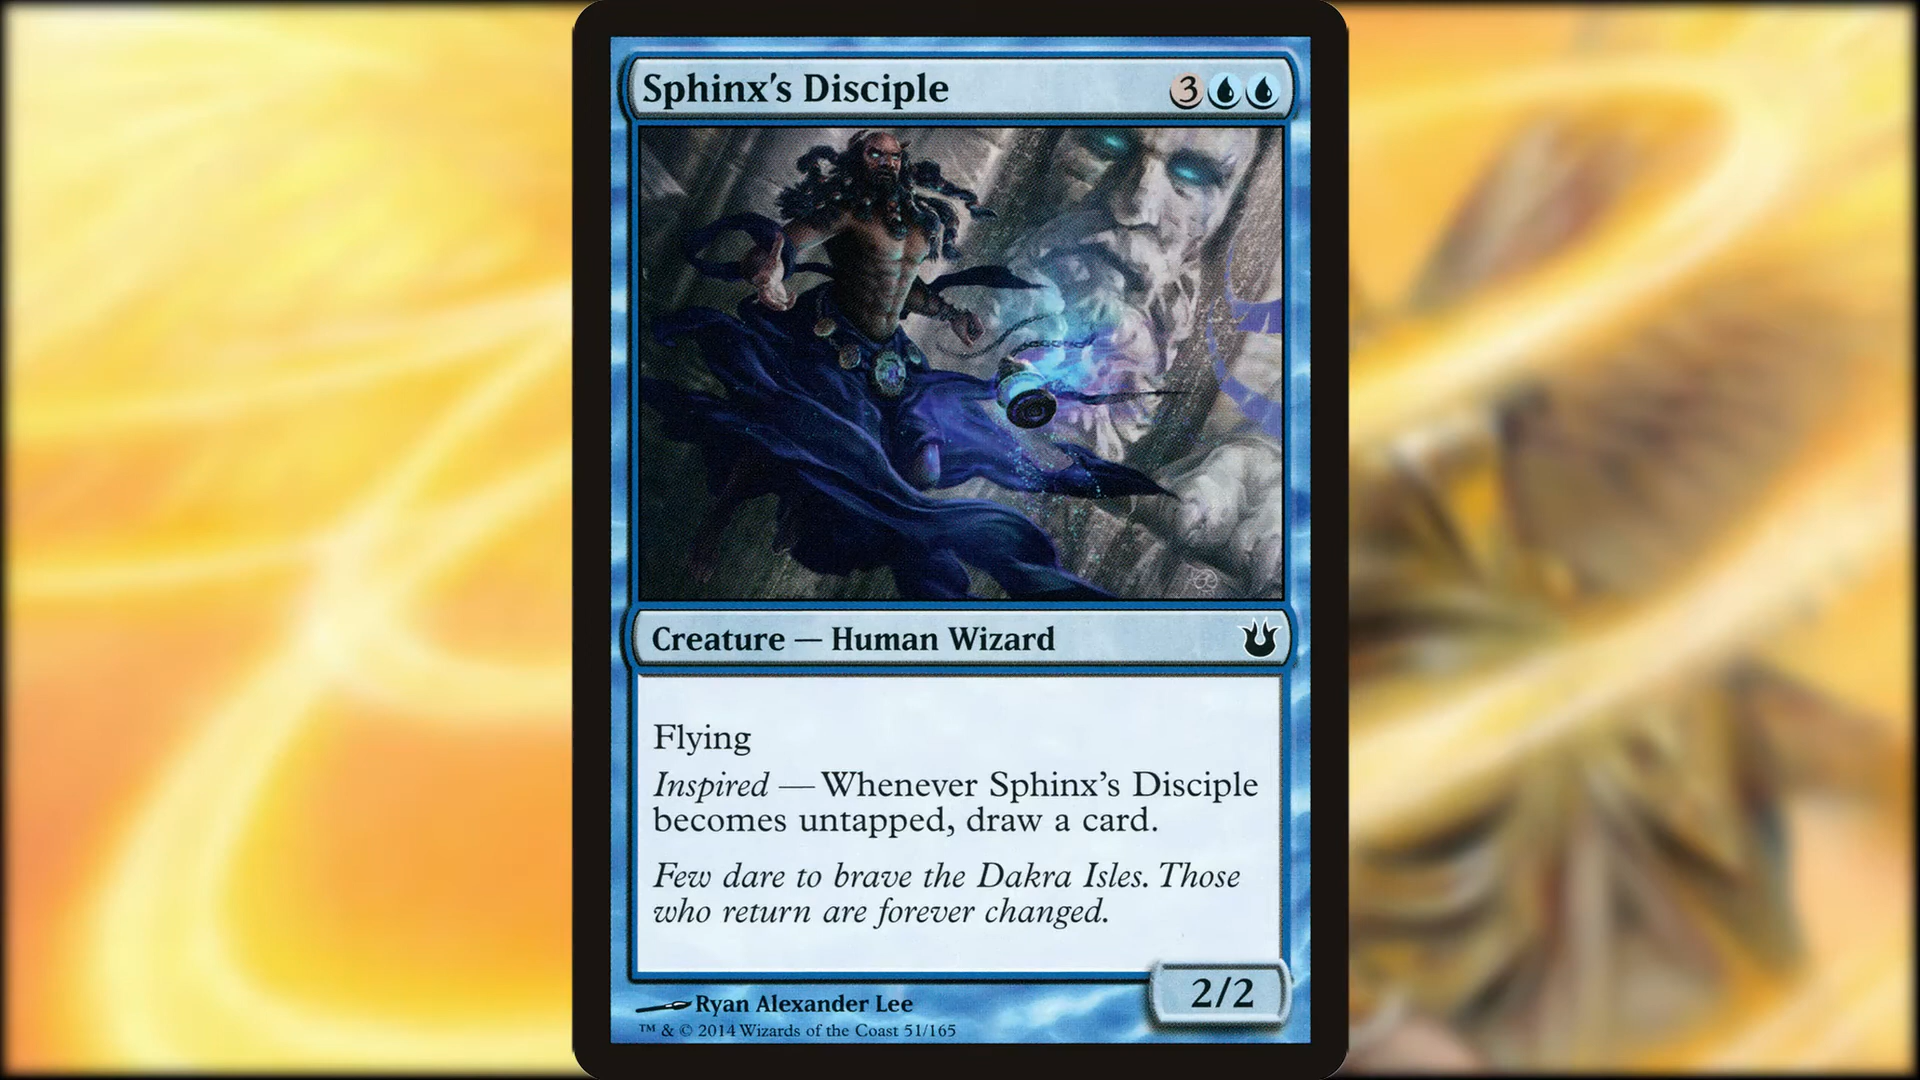 Sphinx's Disciple
3
Creature — Human Wizard
Flying
Inspired — Whenever Sphinx's Disciple
becomes untapped, draw a card.
Few dare to brave the Dakra Isles. Those
who return are forever changed.
2/2
Ryan Alexander Lee
™ & © 2014 Wizards of the Coast 51/165